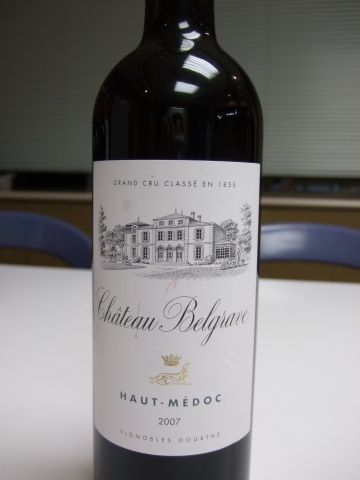 GRAND CRU CLASSÉ EN 1855
Château Belgrave
HAUT-MÉDOC
2007
VIGNOBLES DOURTHE